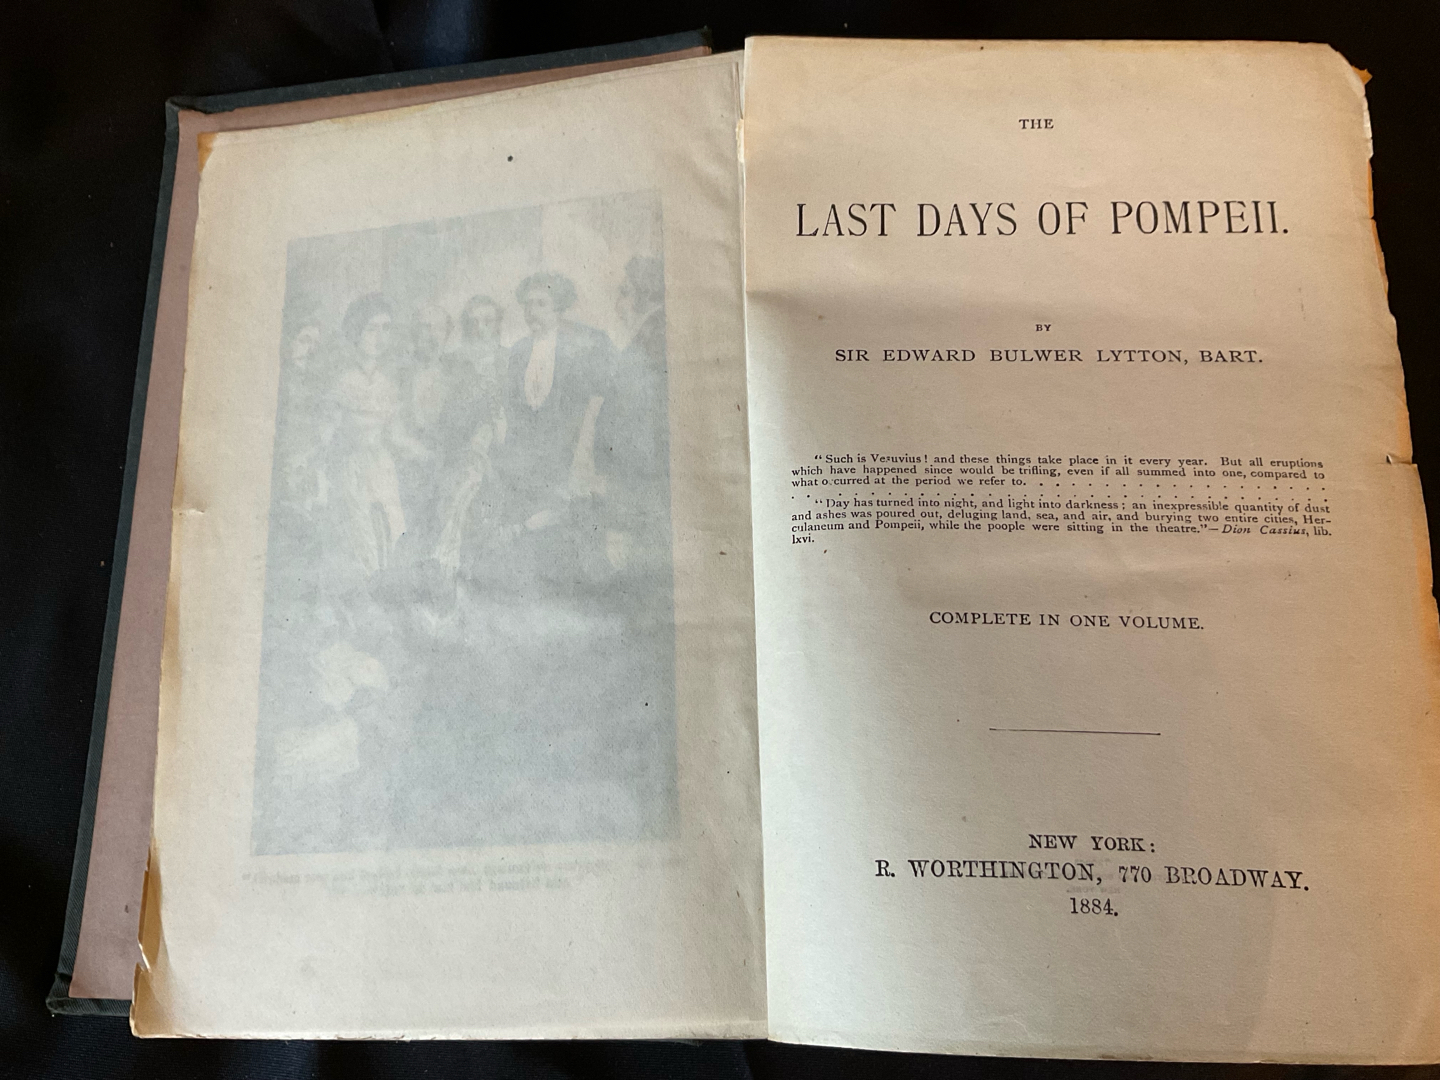 THE
LAST DAYS OF POMPEII.
BY
SIR EDWARD BULWER LYTTON, BART.
“Such is Vesuvius! and these things take place in it every year. But all eruptions
which have happened since would be trifling, even if all summed into one, compared to
what occurred at the period we refer to. . . . . . . . . . . . . . . . . . .
. . . . . . . . . . . . . . . . . . . . . . . . . . . . . .
“Day has turned into night, and light into darkness; an inexpressible quantity of dust
and ashes was poured out, deluging land, sea, and air, and burying two entire cities, Her-
culaneum and Pompeii, while the poople were sitting in the theatre.”—Dion Cassius, lib.
lxvi.
COMPLETE IN ONE VOLUME.
NEW YORK:
R. WORTHINGTON, 770 BROADWAY.
1884.